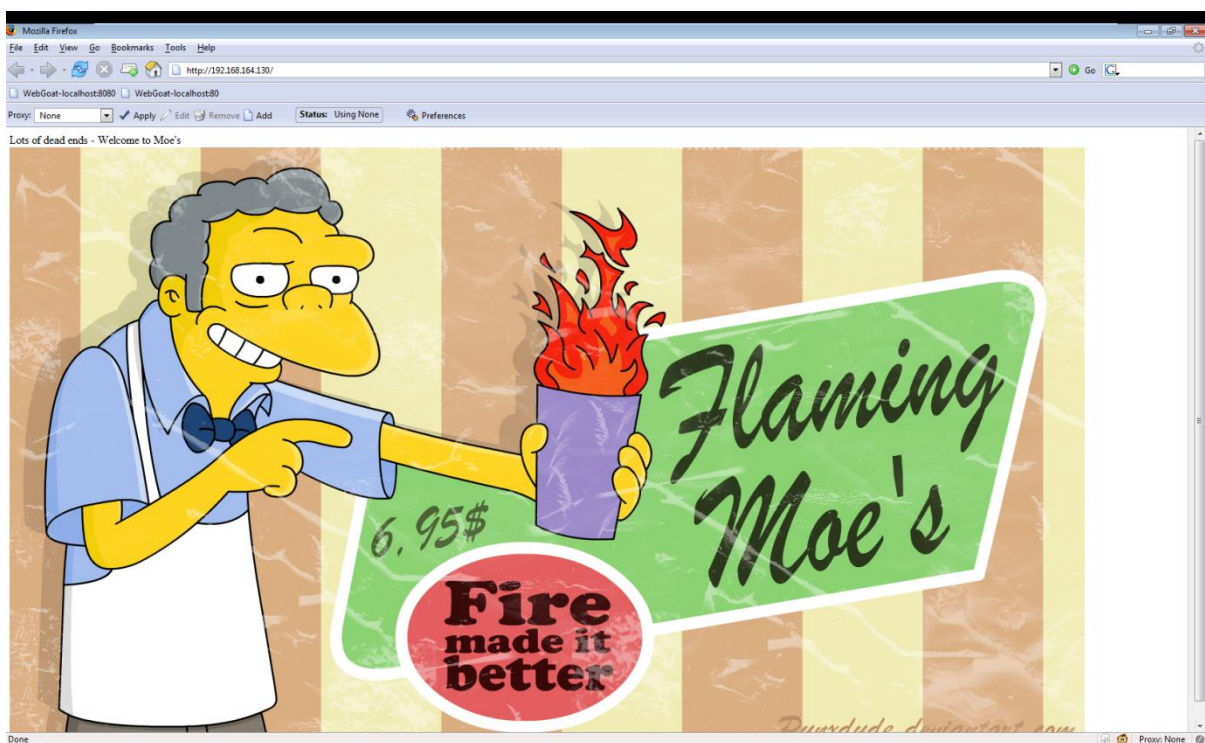 Mozilla Firefox
File Edit View Go Bookmarks Tools Help
http://192.168.164.130/ Go
WebGoat-localhost:8080 WebGoat-localhost:80
Proxy: None Apply Edit Remove Add Status: Using None Preferences
Lots of dead ends - Welcome to Moe's
Flaming
Moe's
6.95$
Fire
made it
better
deviantart.com
Done Proxy: None